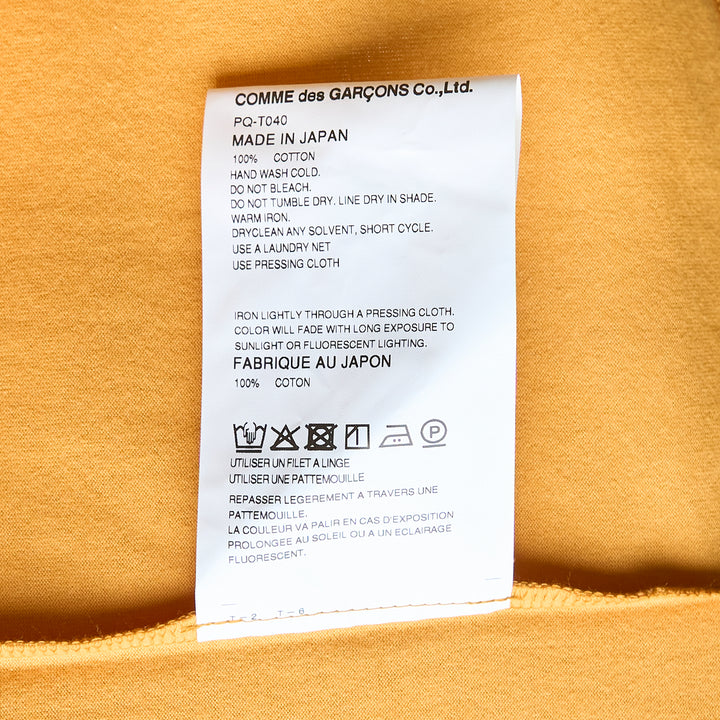 COMME des GARÇONS Co.,Ltd.
PQ-T040
MADE IN JAPAN
100% COTTON
HAND WASH COLD.
DO NOT BLEACH.
DO NOT TUMBLE DRY. LINE DRY IN SHADE.
WARM IRON.
DRYCLEAN ANY SOLVENT, SHORT CYCLE.
USE A LAUNDRY NET
USE PRESSING CLOTH
IRON LIGHTLY THROUGH A PRESSING CLOTH.
COLOR WILL FADE WITH LONG EXPOSURE TO
SUNLIGHT OR FLUORESCENT LIGHTING.
FABRIQUE AU JAPON
100% COTON
P
UTILISER UN FILET A LINGE
UTILISER UNE PATTEMOUILLE
REPASSER LEGEREMENT A TRAVERS UNE
PATTEMOUILLE.
LA COULEUR VA PALIR EN CAS D'EXPOSITION
PROLONGEE AU SOLEIL OU A UN ECLAIRAGE
FLUORESCENT.
T-2 T-6